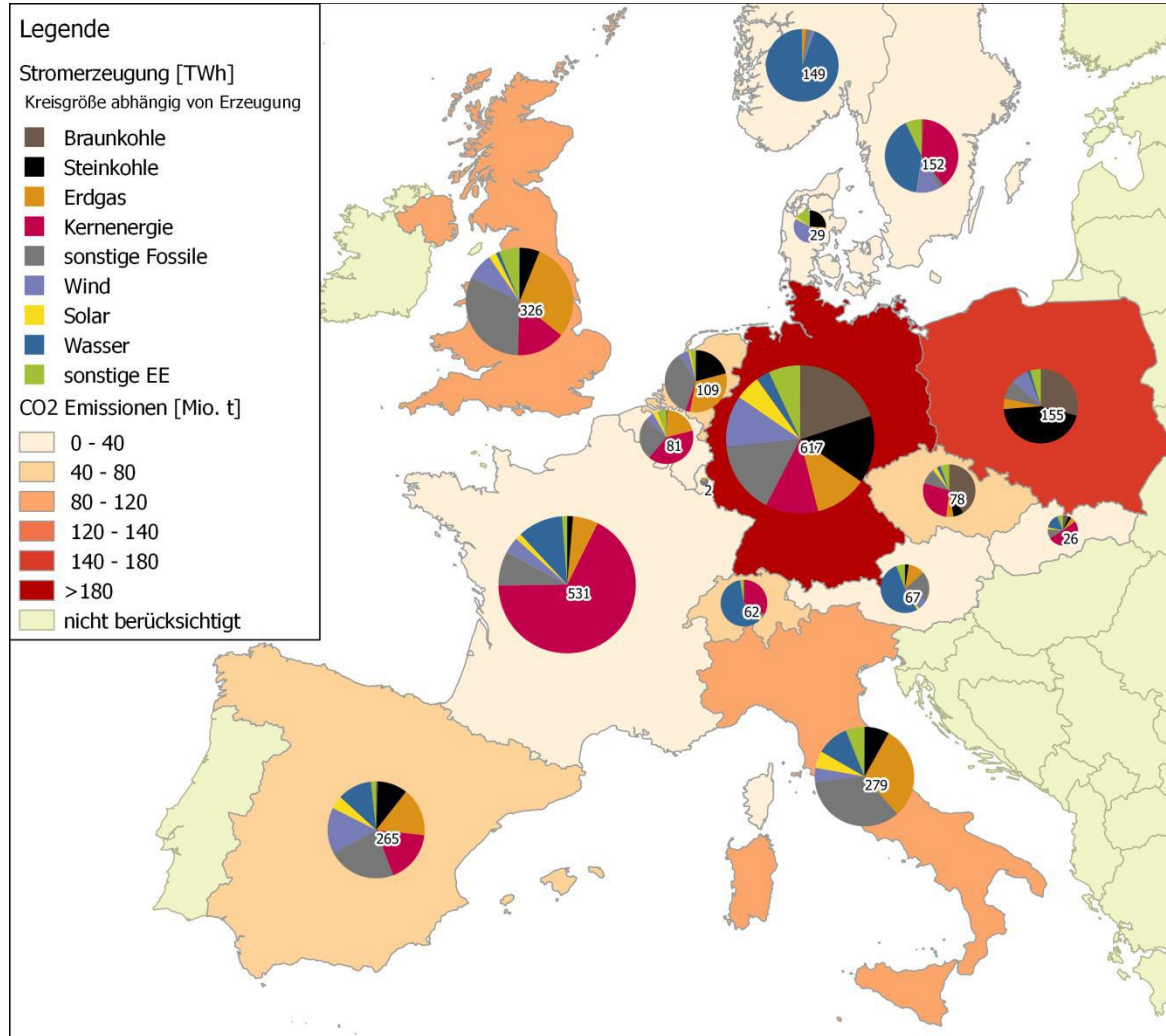 Legende
Stromerzeugung [TWh]
Kreisgröße abhängig von Erzeugung
Braunkohle
Steinkohle
Erdgas
Kernenergie
sonstige Fossile
Wind
Solar
Wasser
sonstige EE
CO2 Emissionen [Mio. t]
0 - 40
40 - 80
80 - 120
120 - 140
140 - 180
>180
nicht berücksichtigt
149
152
29
326
109
155
617
81
2
78
26
531
62
67
279
265